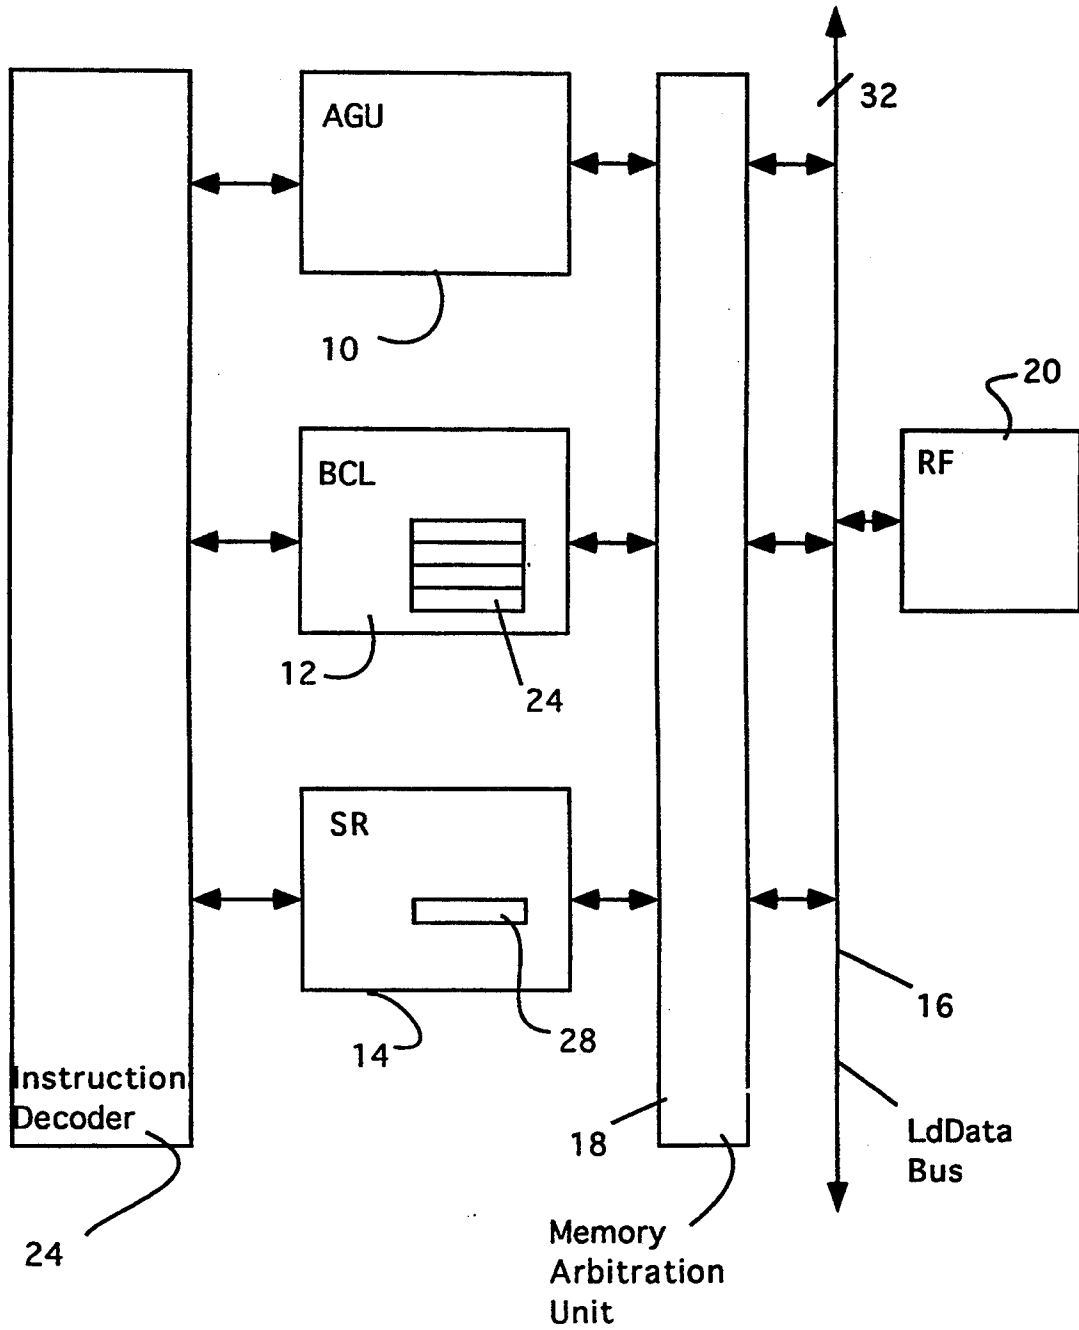 AGU
32
10
20
RF
BCL
12
24
SR
16
28
14
Instruction
Decoder
18
LdData
Bus
24
Memory
Arbitration
Unit